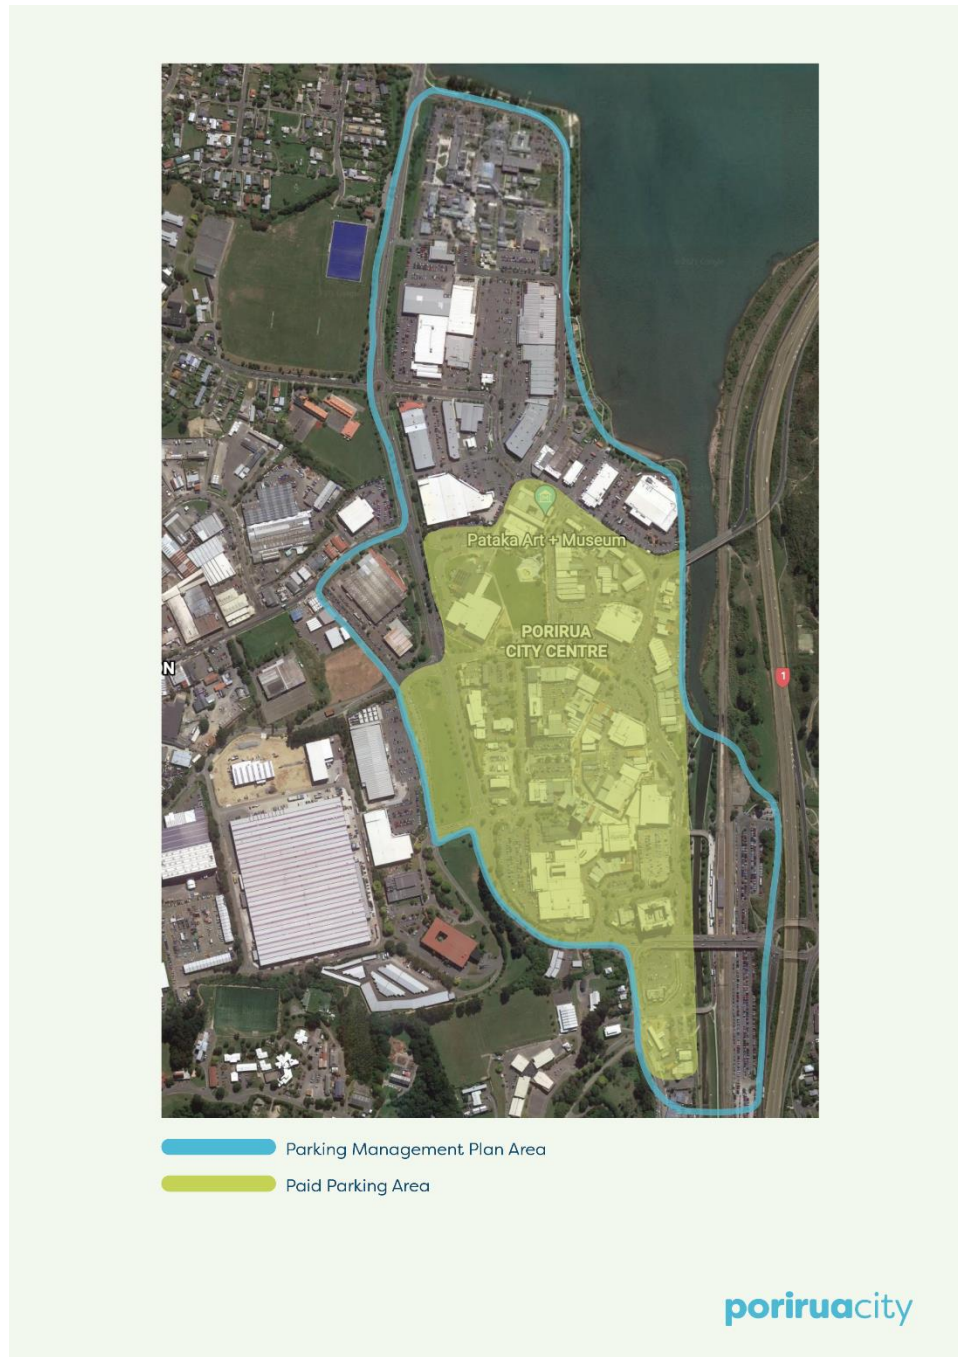 Pataka Art + Museum
PORIRUA
CITY CENTRE
N
1
Parking Management Plan Area
Paid Parking Area
poriruacity